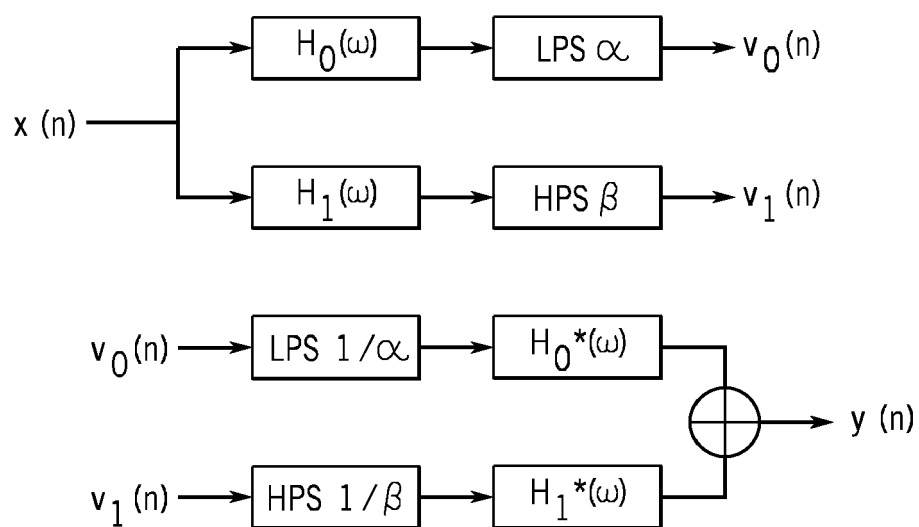 H₀(ω) LPS α v₀(n)
x (n)
H₁(ω) HPS β v₁(n)
v₀(n) LPS 1/α H₀*(ω)
y (n)
v₁(n) HPS 1/β H₁*(ω)